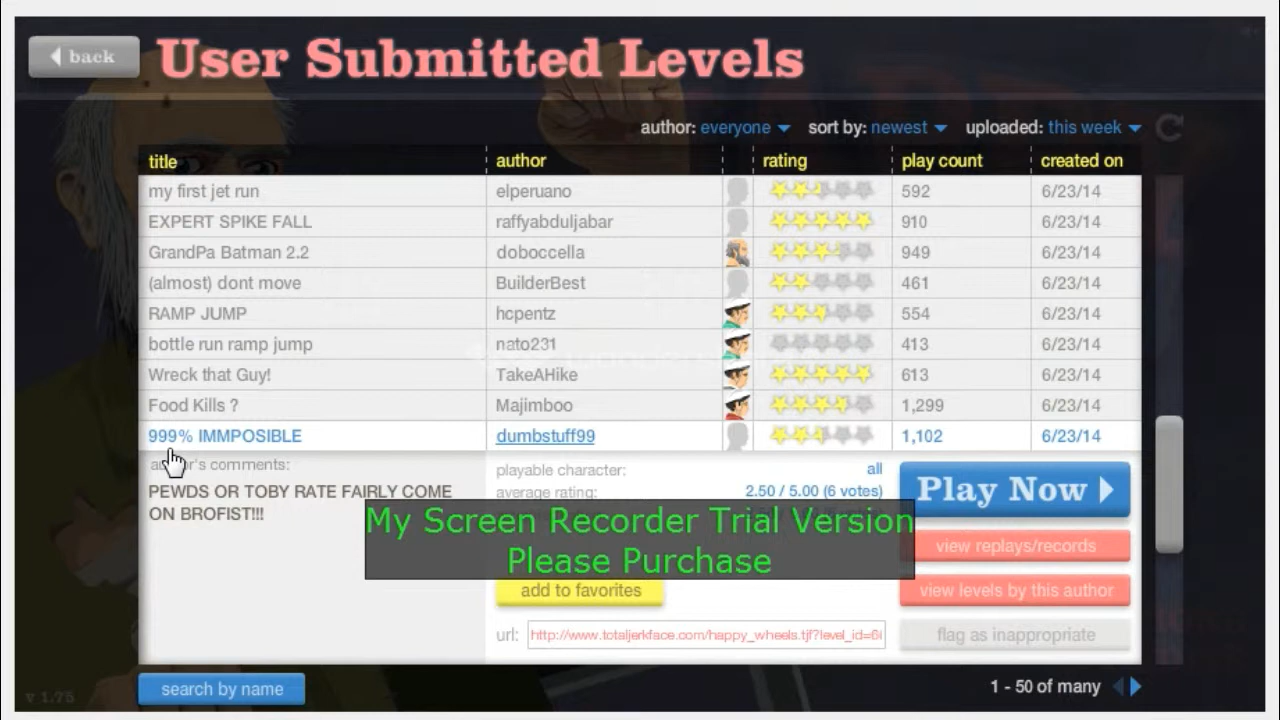 back
User Submitted Levels
author: everyone sort by: newest uploaded: this week
title author rating play count created on
my first jet run elperuano 592 6/23/14
EXPERT SPIKE FALL raffyabduljabar 910 6/23/14
GrandPa Batman 2.2 doboccella 949 6/23/14
(almost) dont move BuilderBest 461 6/23/14
RAMP JUMP hcpentz 554 6/23/14
bottle run ramp jump nato231 413 6/23/14
Wreck that Guy! TakeAHike 613 6/23/14
Food Kills ? Majimboo 1,299 6/23/14
999% IMMPOSIBLE dumbstuff99 1,102 6/23/14
playable character: all
average rating: 2.50 / 5.00 (6 votes)
PEWDS OR TOBY RATE FAIRLY COME
ON BROFIST!!!
Play Now
My Screen Recorder Trial Version
Please Purchase
view replays/records
add to favorites
view levels by this author
url: http://www.totaljerkface.com/happy_wheels.tjf?level_id=6
flag as inappropriate
search by name
1 - 50 of many
v 1.75